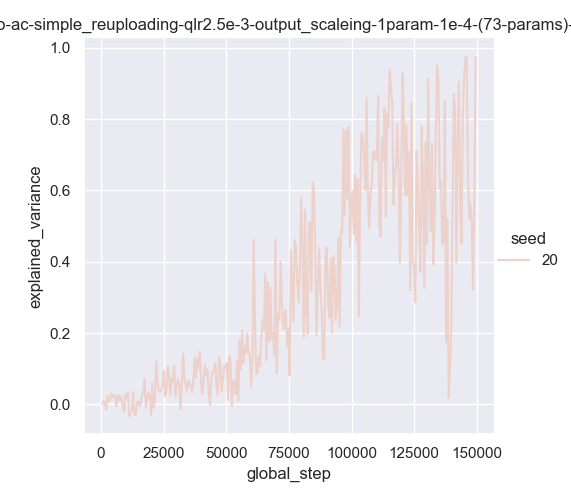 o-ac-simple_reuploading-qlr2.5e-3-output_scaleing-1param-1e-4-(73-params)-
1.0
0.8
0.6
0.4
0.2
0.0
explained_variance
0 25000 50000 75000 100000 125000 150000
global_step
seed
20